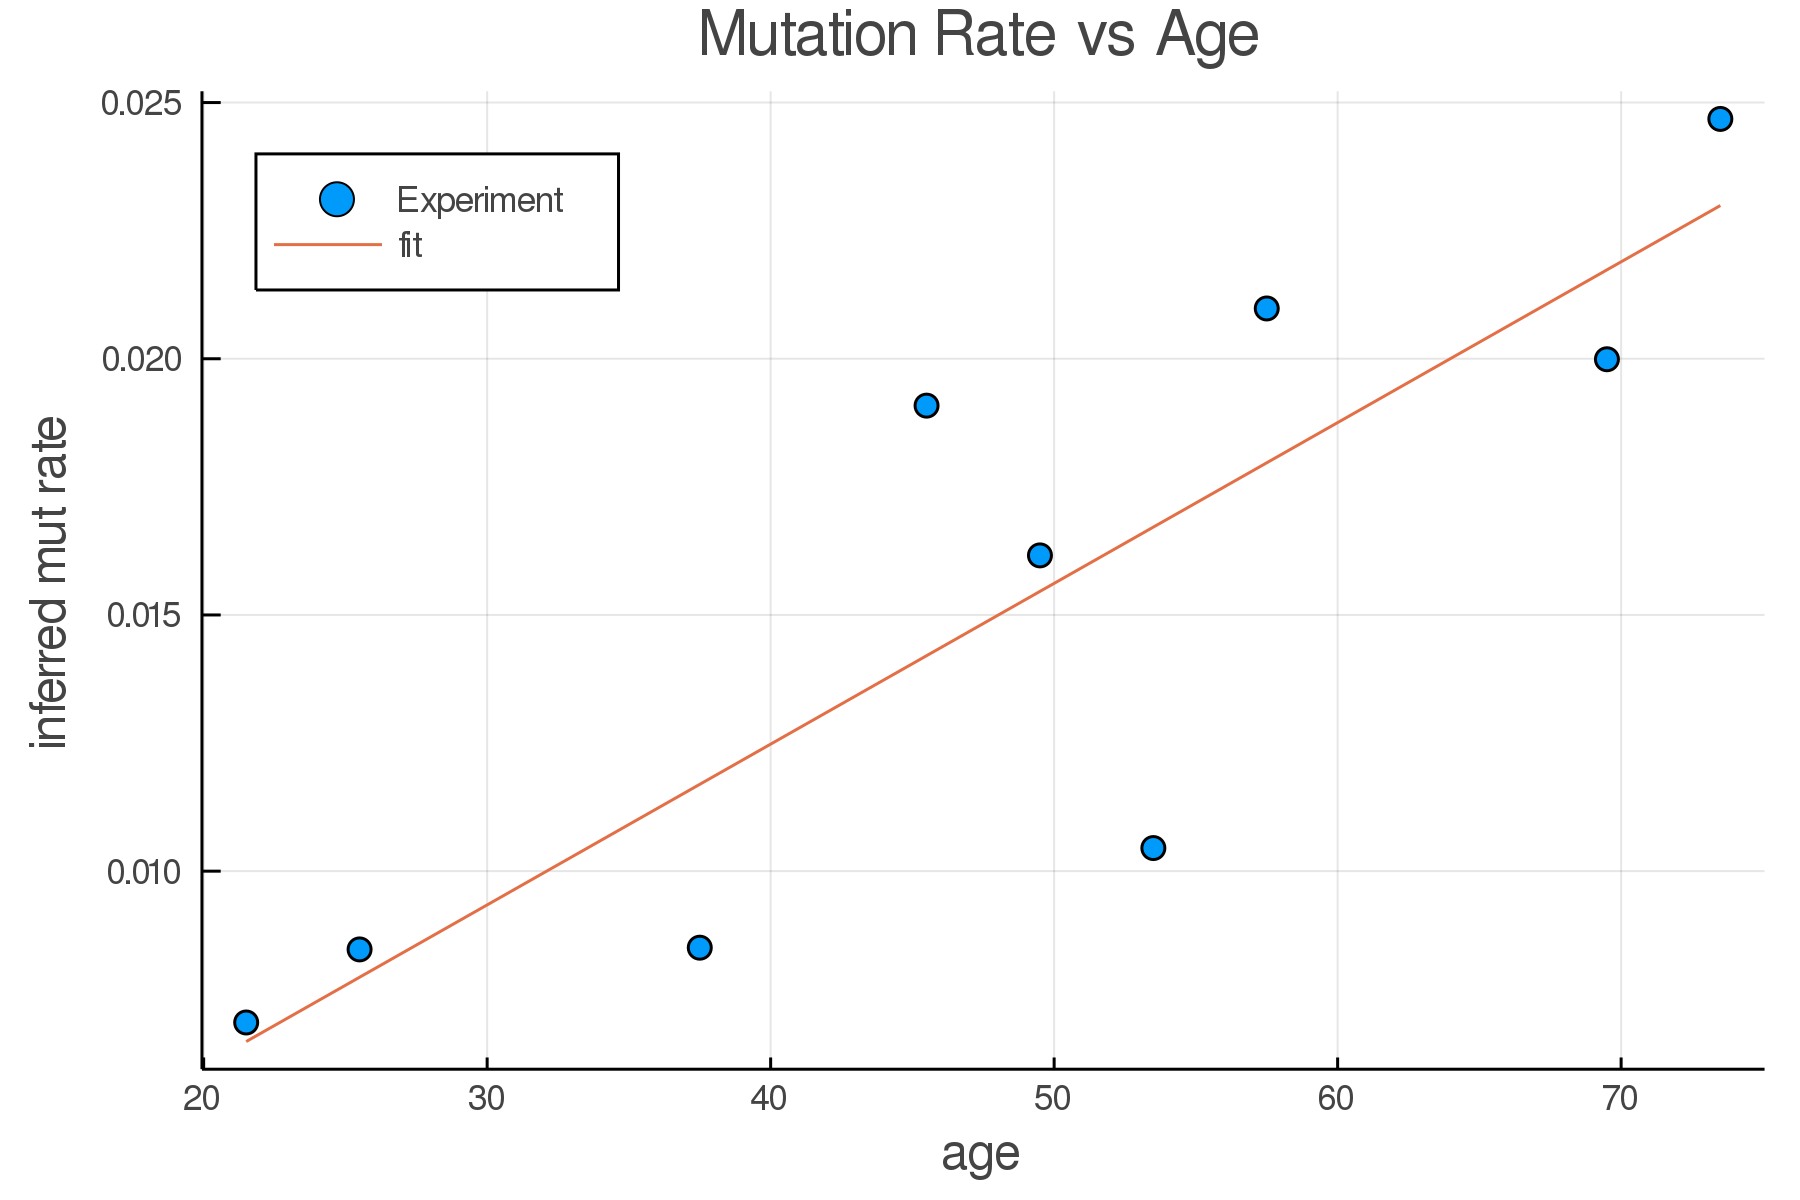 Mutation Rate vs Age
0.025
Experiment
fit
0.020
0.015
0.010
inferred mut rate
20 30 40 50 60 70
age